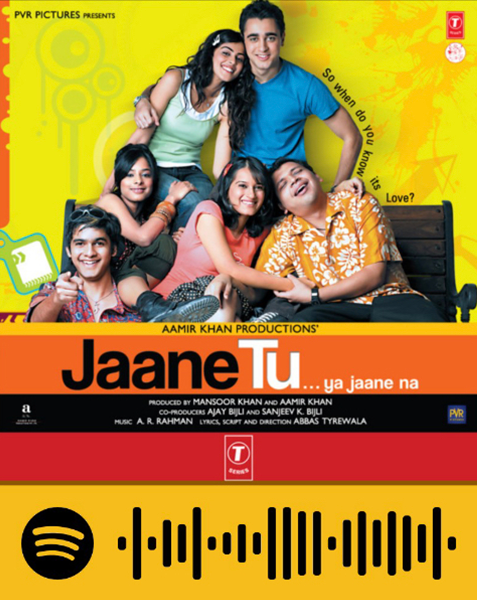 PVR PICTURES PRESENTS
T
So when do you know its Love?
AAMIR KHAN PRODUCTIONS'
Jaane Tu ... ya jaane na
PRODUCED BY MANSOOR KHAN AND AAMIR KHAN
CO-PRODUCERS AJAY BIJLI AND SANJEEV K. BIJLI
MUSIC A. R. RAHMAN LYRICS, SCRIPT AND DIRECTION ABBAS TYREWALA
a
PVR
T
SERIES